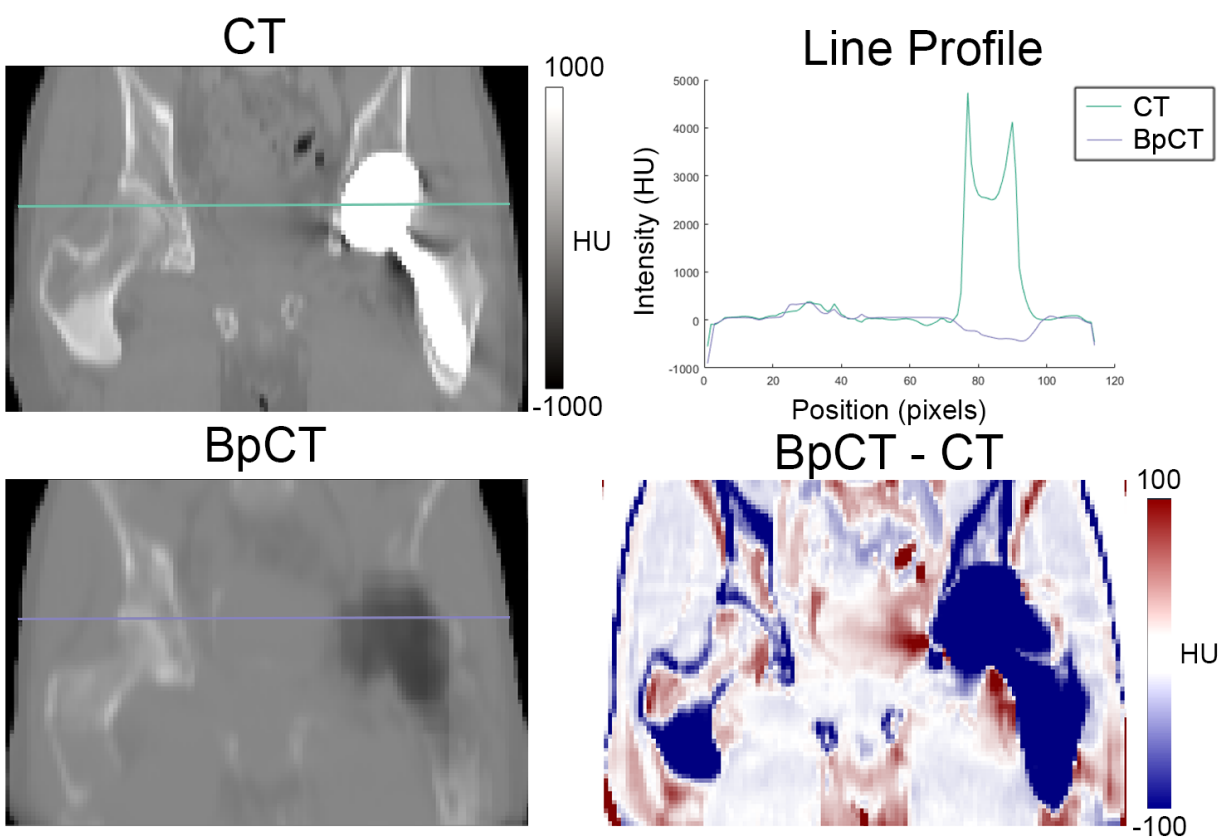 CT
1000
HU
-1000
Line Profile
5000
4000
3000
2000
1000
0
-1000
0
20
40
60
80
100
120
Intensity (HU)
Position (pixels)
CT
BpCT
BpCT
BpCT - CT
100
HU
-100